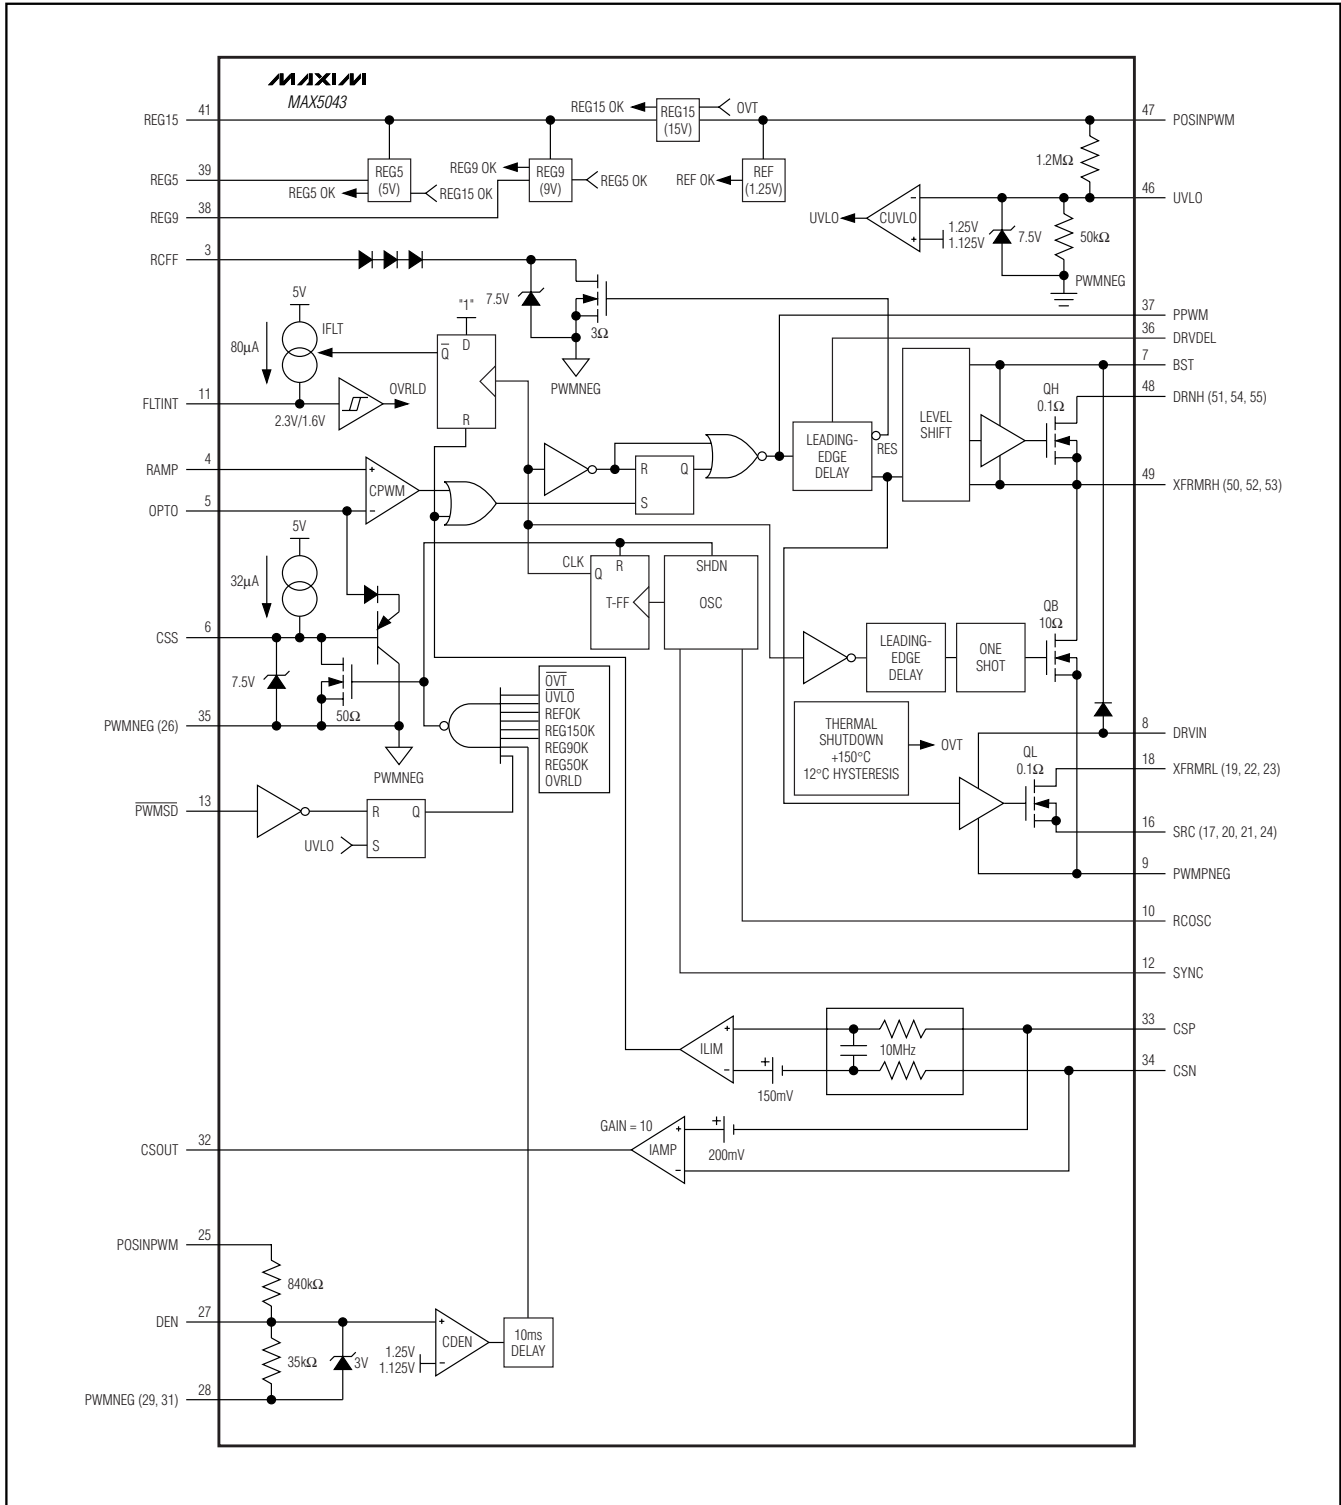 MAXIM
MAX5043
REG15 41
REG15 OK
REG15
(15V)
OVT
47 POSINPWM
1.2MΩ
REG5 39
REG5
(5V)
REG5 OK
REG15 OK
REG9 OK
REG9
(9V)
REG5 OK
REF OK
REF
(1.25V)
46 UVLO
REG9 38
UVLO
CUVLO
-
+
1.25V
1.125V
7.5V
50kΩ
PWMNEG
RCFF 3
7.5V
3Ω
PWMNEG
5V
IFLT
80µA
"1"
D
Q̅
R
37 PPWM
36 DRVDEL
7 BST
FLTINT 11
2.3V/1.6V
OVRLD
QH
0.1Ω
48 DRNH (51, 54, 55)
LEVEL
SHIFT
LEADING-
EDGE
DELAY
RES
RAMP 4
+
CPWM
-
R
Q
S
49 XFRMRH (50, 52, 53)
OPTO 5
5V
32µA
CLK
Q
R
T-FF
SHDN
OSC
CSS 6
QB
10Ω
LEADING-
EDGE
DELAY
ONE
SHOT
7.5V
50Ω
O̅V̅T̅
U̅V̅L̅O̅
REFOK
REG15OK
REG9OK
REG5OK
OVRLD
PWMNEG (26) 35
PWMNEG
THERMAL
SHUTDOWN
+150°C
12°C HYSTERESIS
OVT
8 DRVIN
QL
0.1Ω
18 XFRMRL (19, 22, 23)
P̅W̅M̅S̅D̅ 13
R
Q
S
UVLO
16 SRC (17, 20, 21, 24)
9 PWMPNEG
10 RCOSC
12 SYNC
33 CSP
+
ILIM
-
+
150mV
10MHz
34 CSN
CSOUT 32
GAIN = 10
+
IAMP
-
+
200mV
POSINPWM 25
840kΩ
DEN 27
+
CDEN
-
1.25V
1.125V
10ms
DELAY
35kΩ
3V
PWMNEG (29, 31) 28